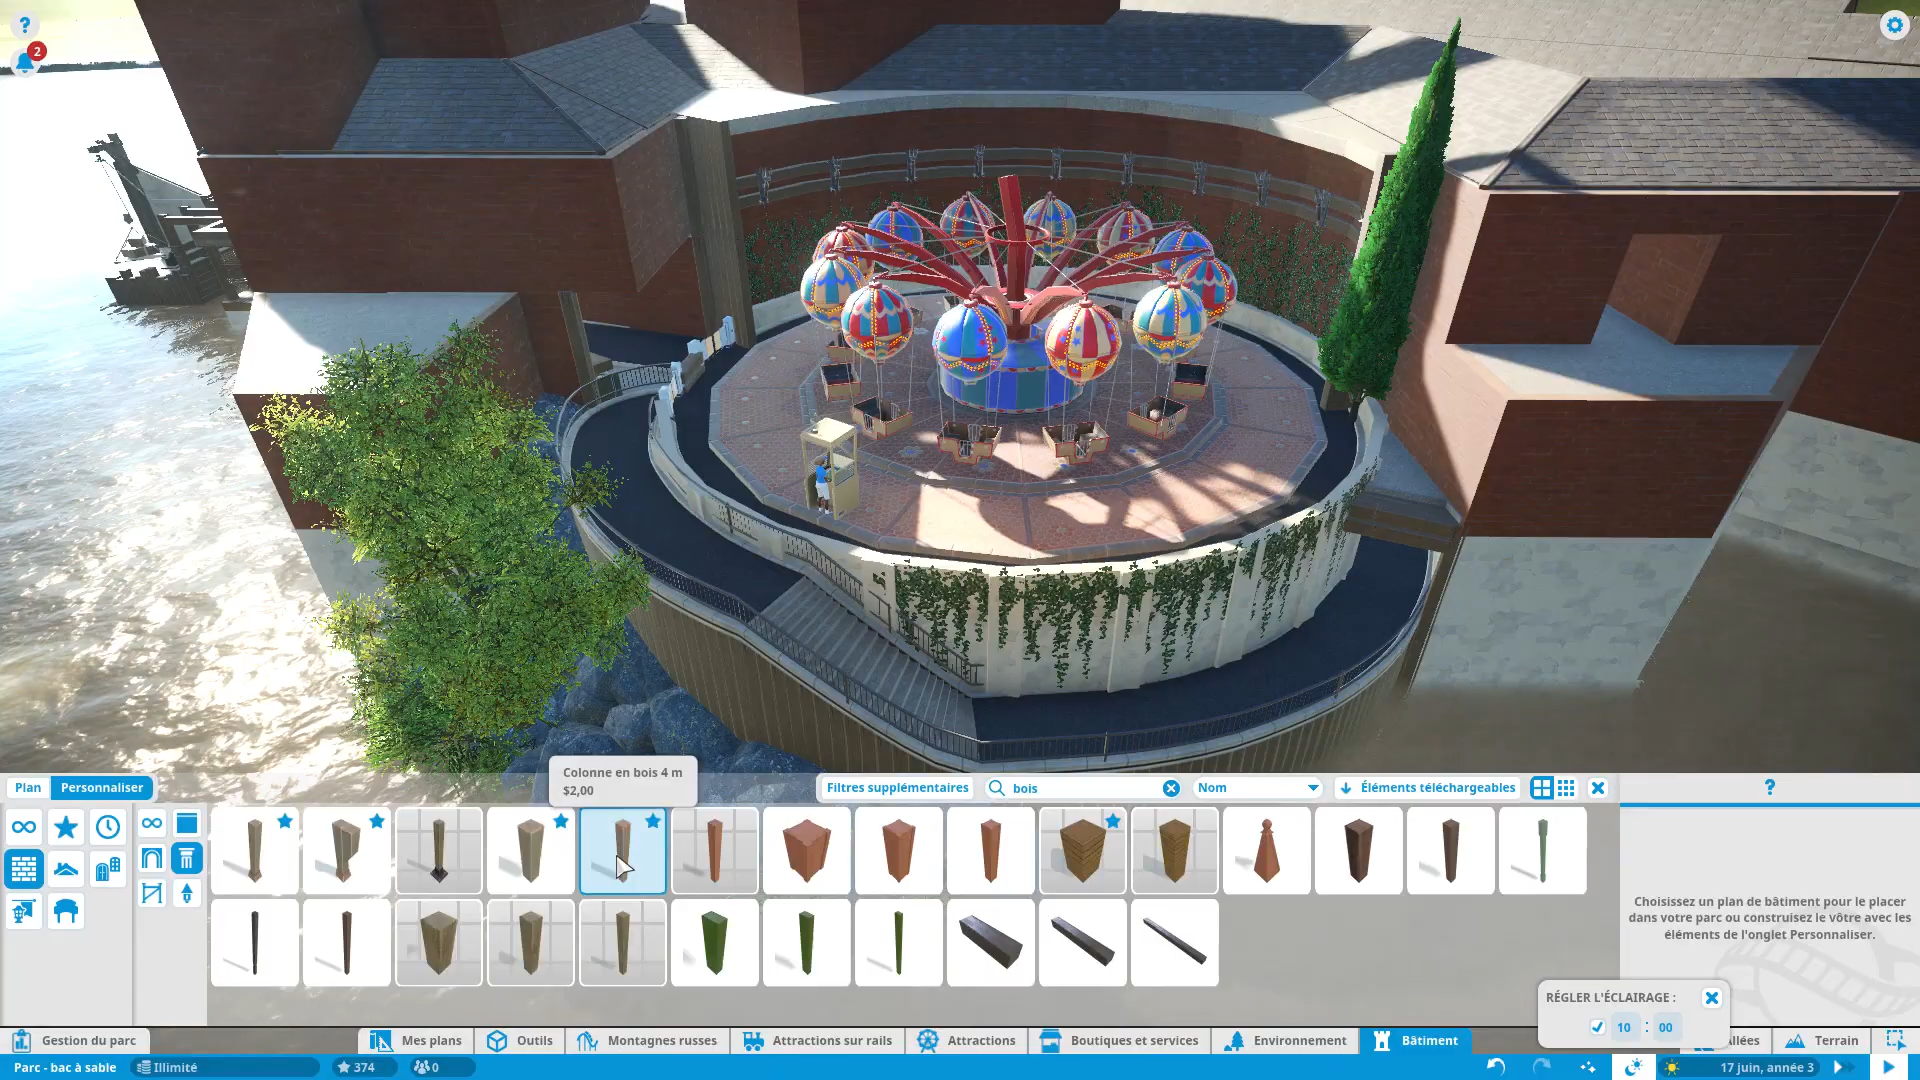 ?
2
Colonne en bois 4 m
$2,00
Plan
Personnaliser
Filtres supplémentaires
bois
Nom
Éléments téléchargeables
?
Choisissez un plan de bâtiment pour le placer
dans votre parc ou construisez le vôtre avec les
éléments de l'onglet Personnaliser.
RÉGLER L'ÉCLAIRAGE :
10 : 00
Gestion du parc
Mes plans
Outils
Montagnes russes
Attractions sur rails
Attractions
Boutiques et services
Environnement
Bâtiment
llées
Terrain
Parc - bac à sable
Illimité
374
0
17 juin, année 3